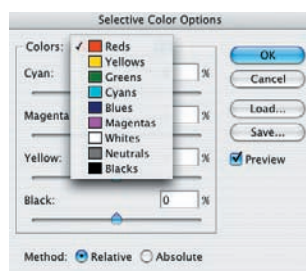 Selective Color Options
Colors: ✓ Reds
Yellows
Greens
Cyans
Blues
Magentas
Whites
Neutrals
Blacks
Cyan: %
Magenta %
Yellow: %
Black: 0 %
Method: Relative Absolute
OK
Cancel
Load...
Save...
Preview